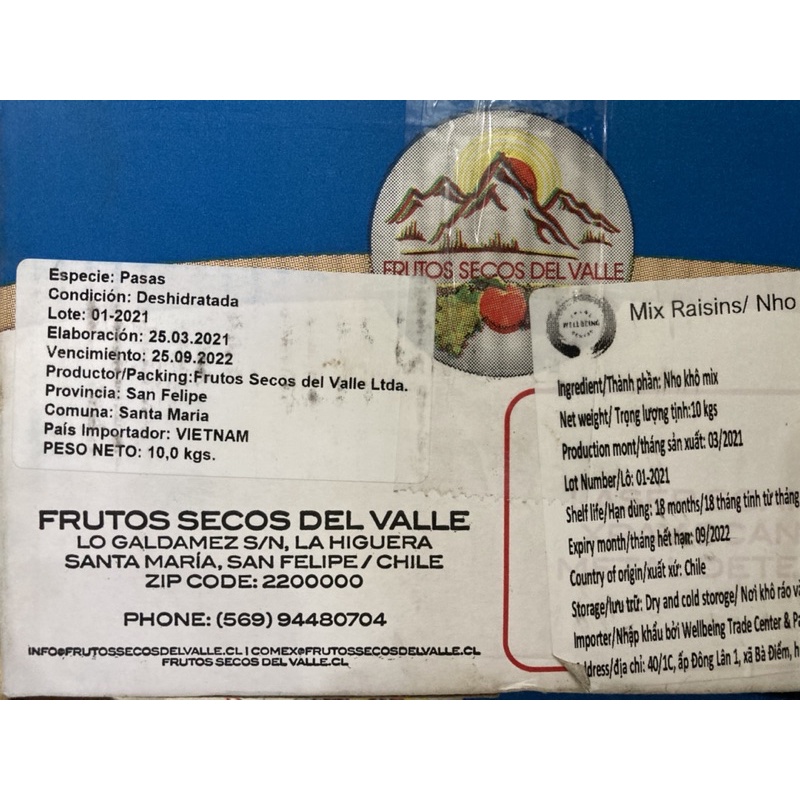 FRUTOS SECOS DEL VALLE
Especie: Pasas
Condición: Deshidratada
Lote: 01-2021
Elaboración: 25.03.2021
Vencimiento: 25.09.2022
Productor/Packing:Frutos Secos del Valle Ltda.
Provincia: San Felipe
Comuna: Santa Maria
País Importador: VIETNAM
PESO NETO: 10,0 kgs.
FRUTOS SECOS DEL VALLE
LO GALDAMEZ S/N, LA HIGUERA
SANTA MARÍA, SAN FELIPE / CHILE
ZIP CODE: 2200000
PHONE: (569) 94480704
INFO@FRUTOSSECOSDELVALLE.CL | COMEX@FRUTOSSECOSDELVALLE.CL
FRUTOS SECOS DEL VALLE.CL
WELLBEING
Mix Raisins/ Nho
Ingredient/Thành phần: Nho khô mix
Net weight/ Trọng lượng tịnh:10 kgs
Production mont/tháng sản xuất: 03/2021
Lot Number/Lô: 01-2021
Shelf life/Hạn dùng: 18 months/18 tháng tính từ tháng
Expiry month/tháng hết hạn: 09/2022
Country of origin/xuất xứ: Chile
Storage/lưu trữ: Dry and cold storoge/ Nơi khô ráo và
Importer/Nhập khẩu bởi Wellbeing Trade Center & Pa
ddress/địa chỉ: 40/1C, ấp Đông Lân 1, xã Bà Điểm, h